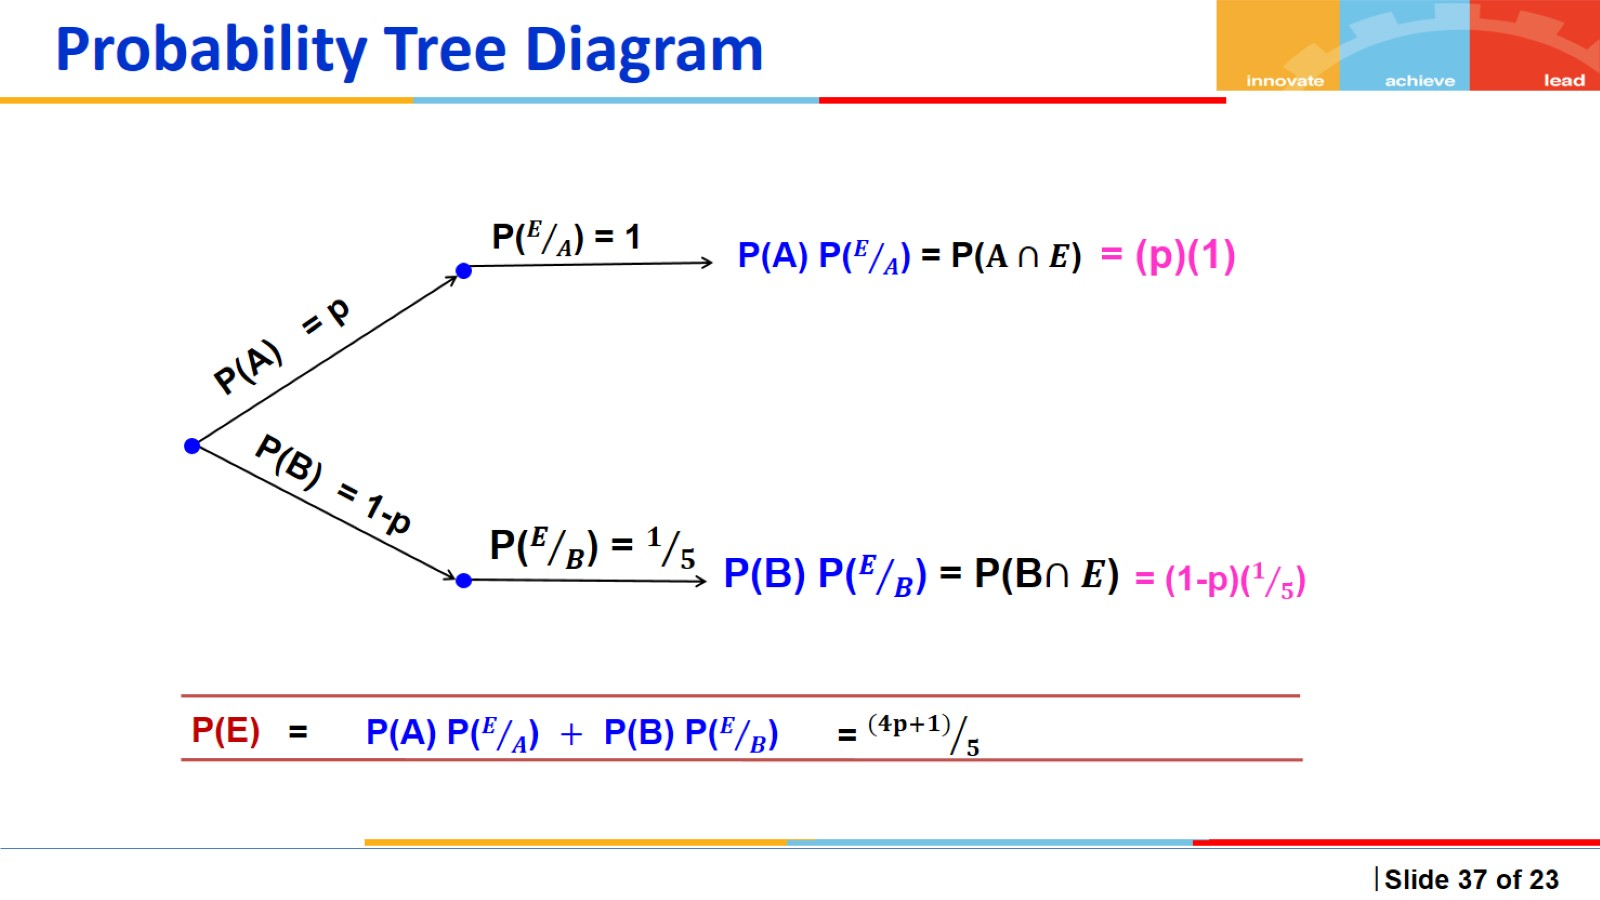 Probability Tree Diagram
innovate achieve lead
P(E/A) = 1
P(A) P(E/A) = P(A ∩ E) = (p)(1)
P(A) = p
P(B) = 1-p
P(E/B) = 1/5
P(B) P(E/B) = P(B∩ E) = (1-p)(1/5)
P(E) = P(A) P(E/A) + P(B) P(E/B) = (4p+1)/5
|Slide 37 of 23